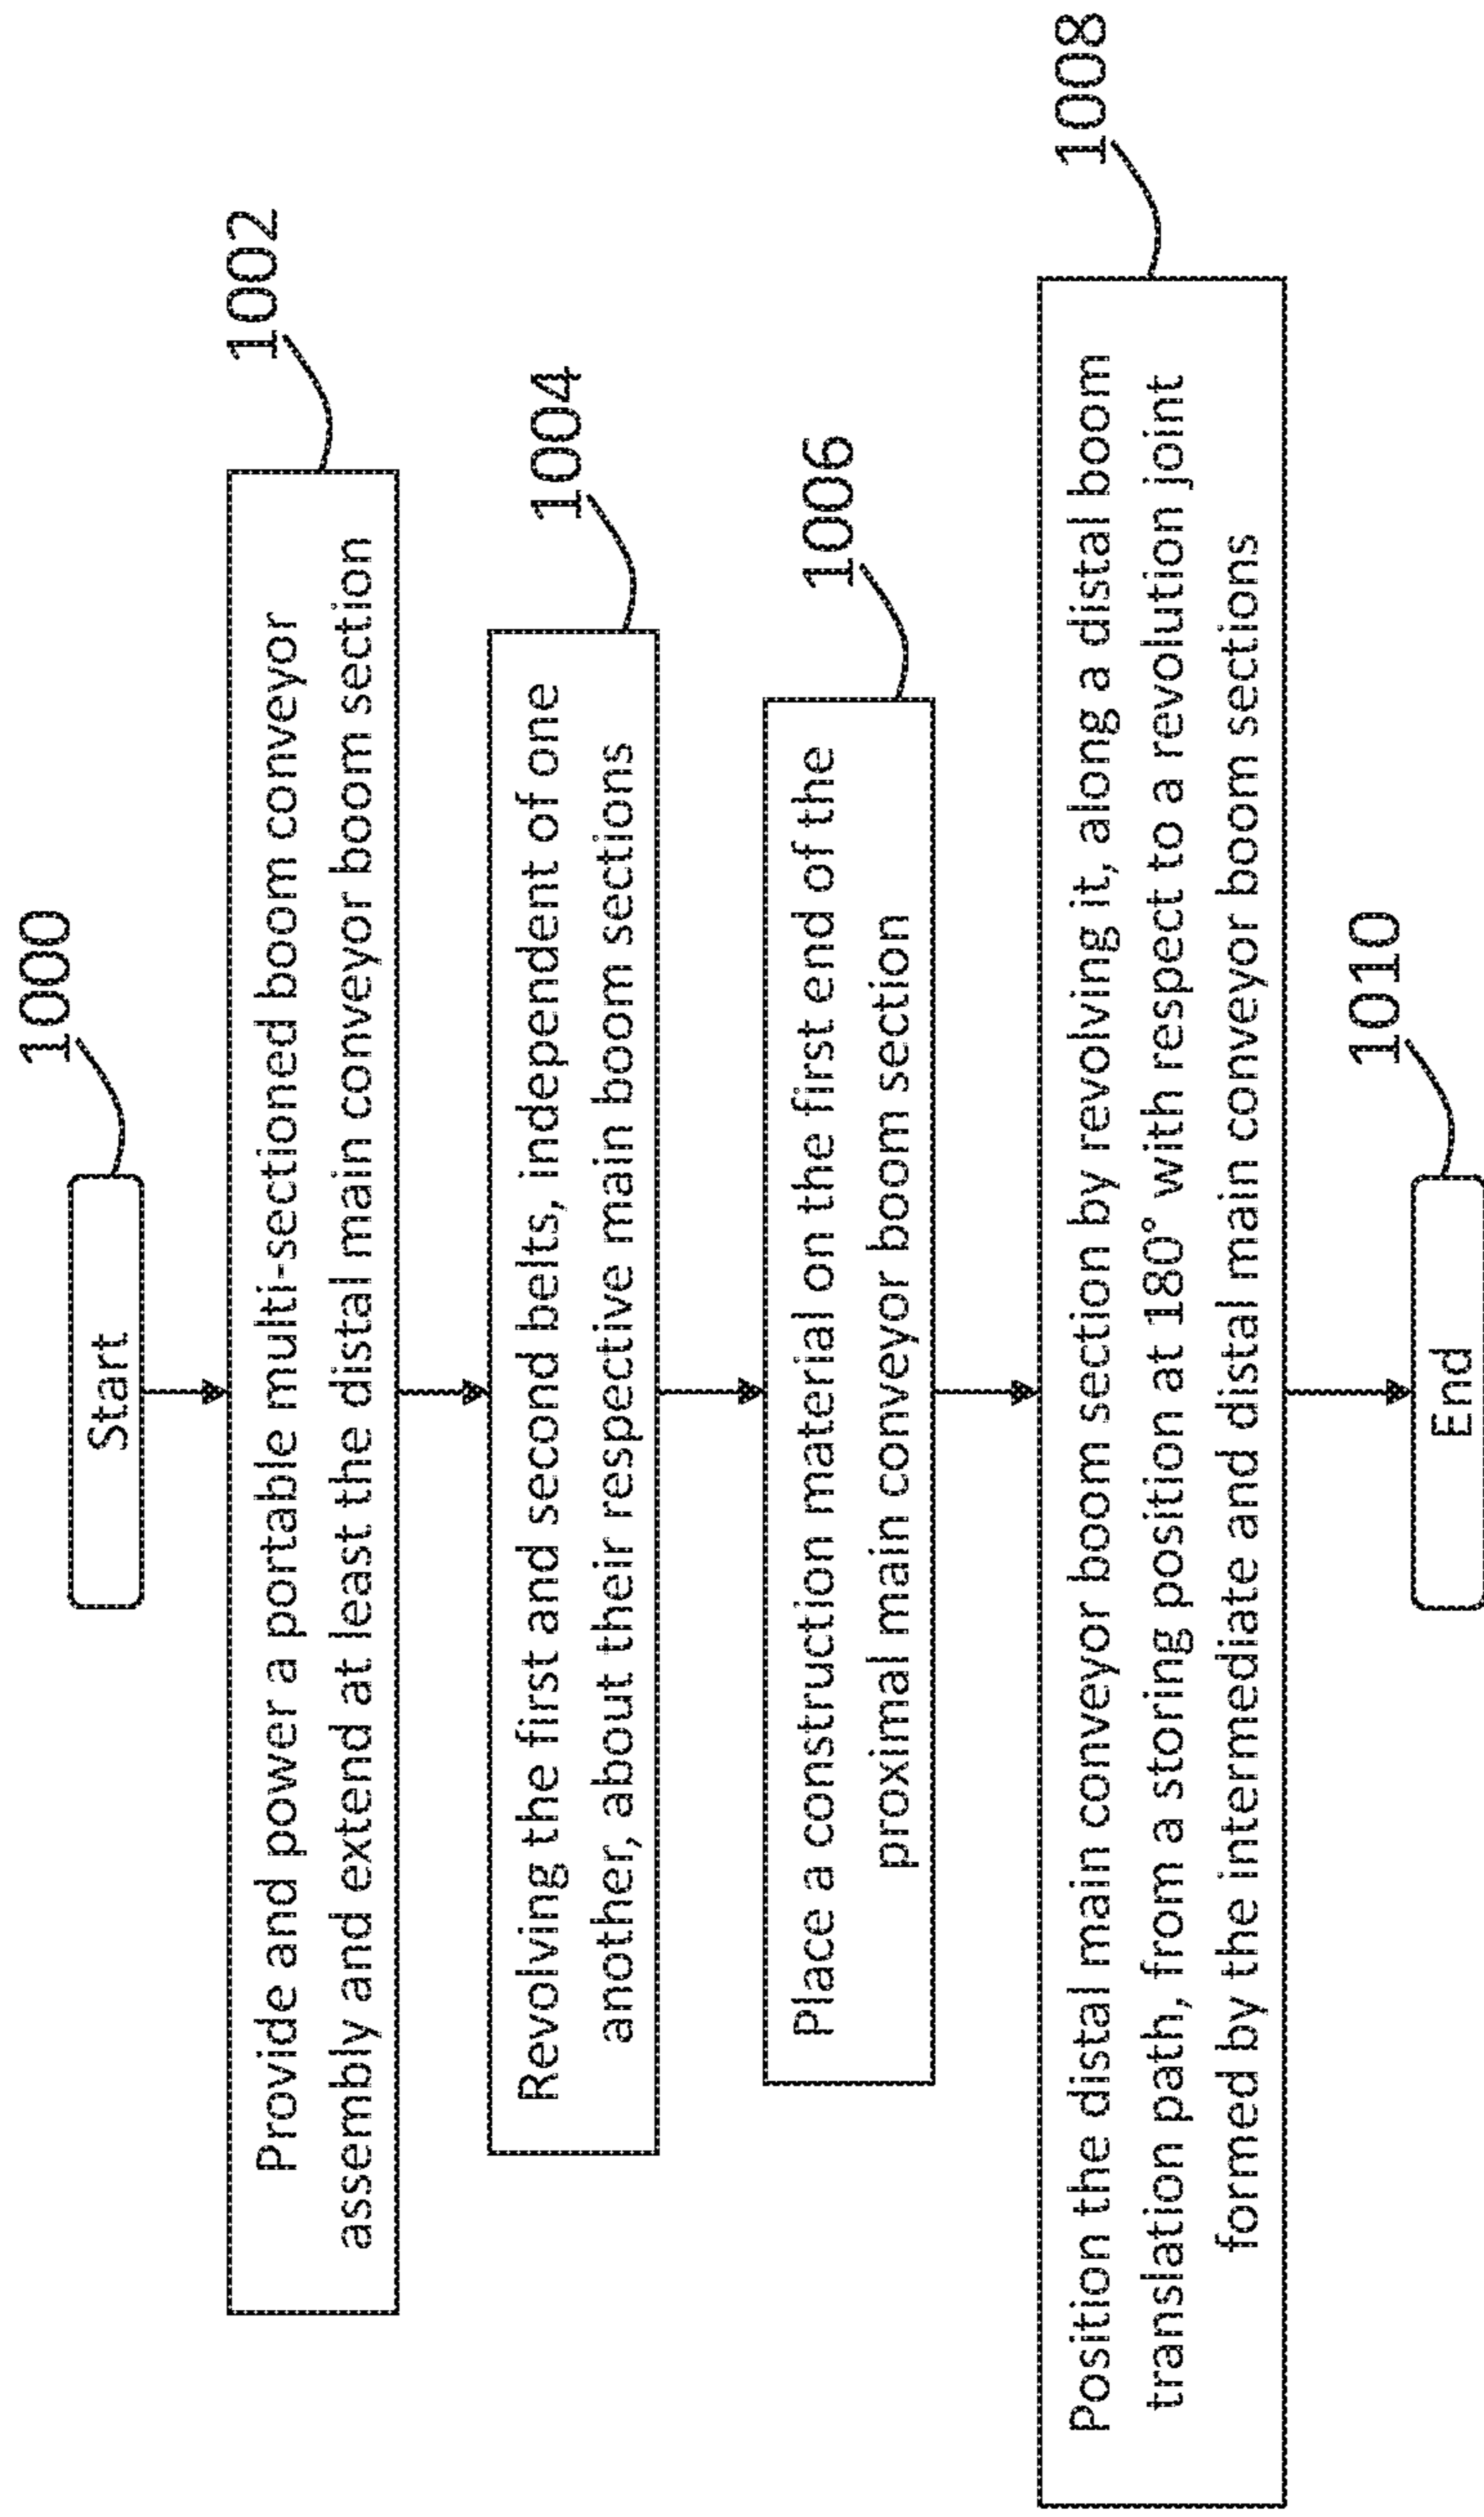 1000
Start
1002
Provide and power a portable multi-sectioned boom conveyor
assembly and extend at least the distal main conveyor boom section
1004
Revolving the first and second belts, independent of one
another, about their respective main boom sections
1006
Place a construction material on the first end of the
proximal main conveyor boom section
1008
Position the distal main conveyor boom section by revolving it, along a distal boom
translation path, from a storing position at 180° with respect to a revolution joint
formed by the intermediate and distal main conveyor boom sections
1010
End